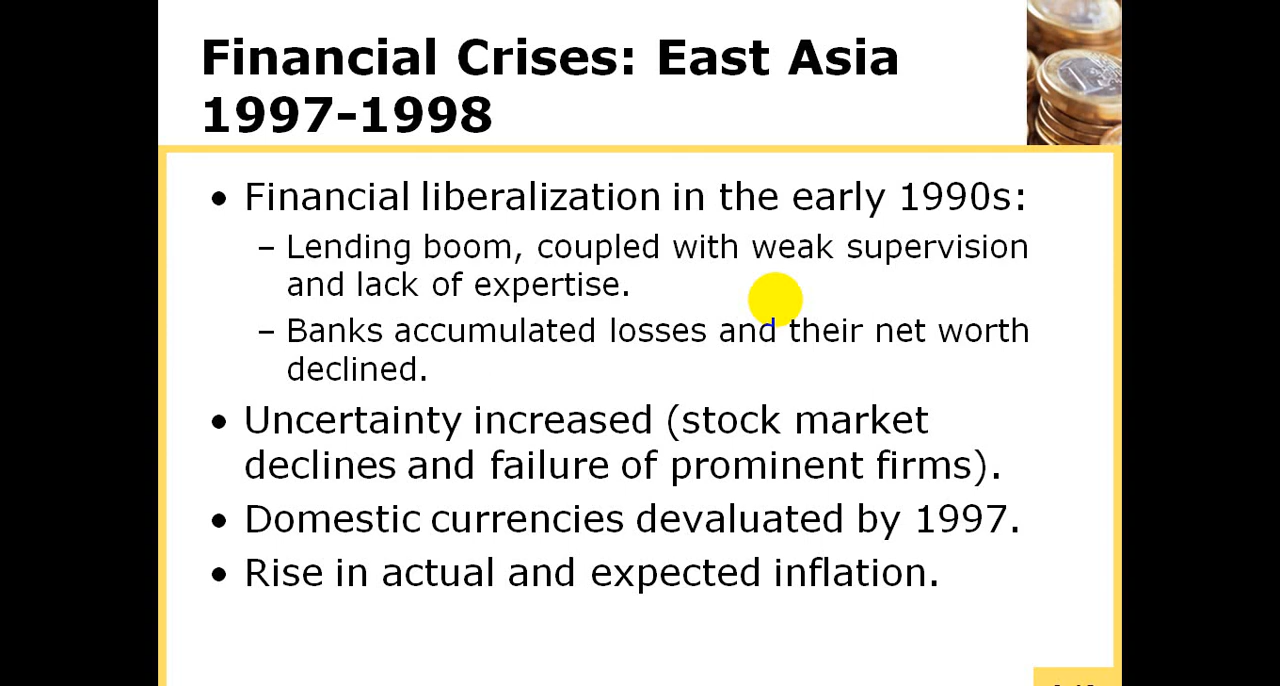 Financial Crises: East Asia
1997-1998
• Financial liberalization in the early 1990s:
– Lending boom, coupled with weak supervision
and lack of expertise.
– Banks accumulated losses and their net worth
declined.
• Uncertainty increased (stock market
declines and failure of prominent firms).
• Domestic currencies devaluated by 1997.
• Rise in actual and expected inflation.